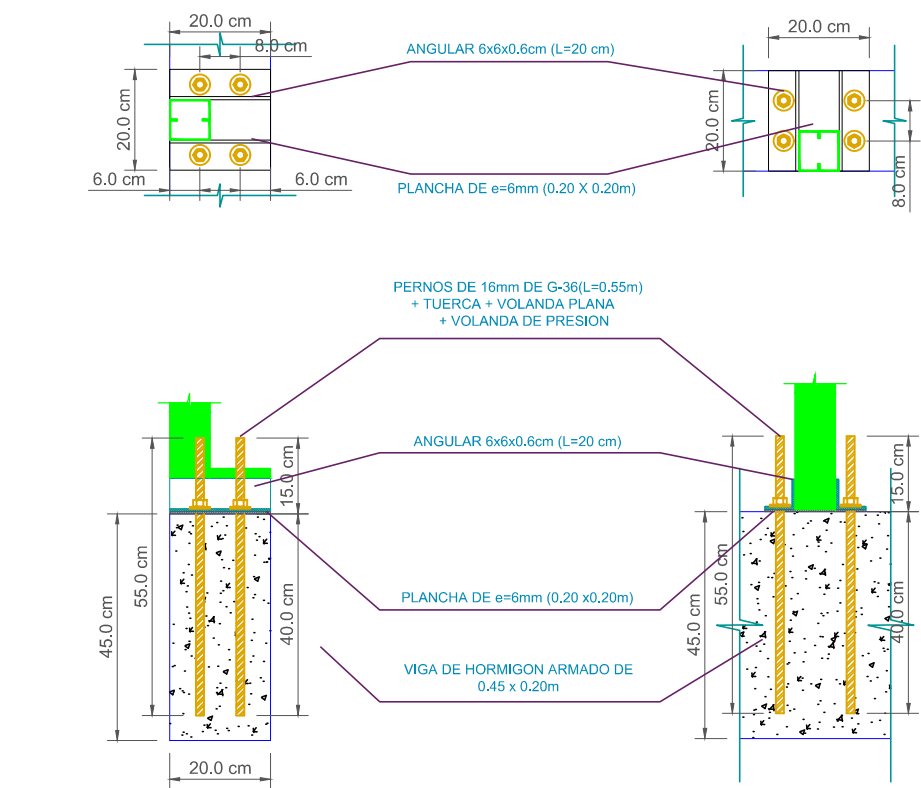 20.0 cm
8.0 cm
20.0 cm
6.0 cm
6.0 cm
ANGULAR 6x6x0.6cm (L=20 cm)
PLANCHA DE e=6mm (0.20 X 0.20m)
20.0 cm
20.0 cm
8.0 cm
PERNOS DE 16mm DE G-36(L=0.55m)
+ TUERCA + VOLANDA PLANA
+ VOLANDA DE PRESION
ANGULAR 6x6x0.6cm (L=20 cm)
PLANCHA DE e=6mm (0.20 x0.20m)
VIGA DE HORMIGON ARMADO DE
0.45 x 0.20m
15.0 cm
55.0 cm
45.0 cm
40.0 cm
20.0 cm
15.0 cm
55.0 cm
45.0 cm
40.0 cm